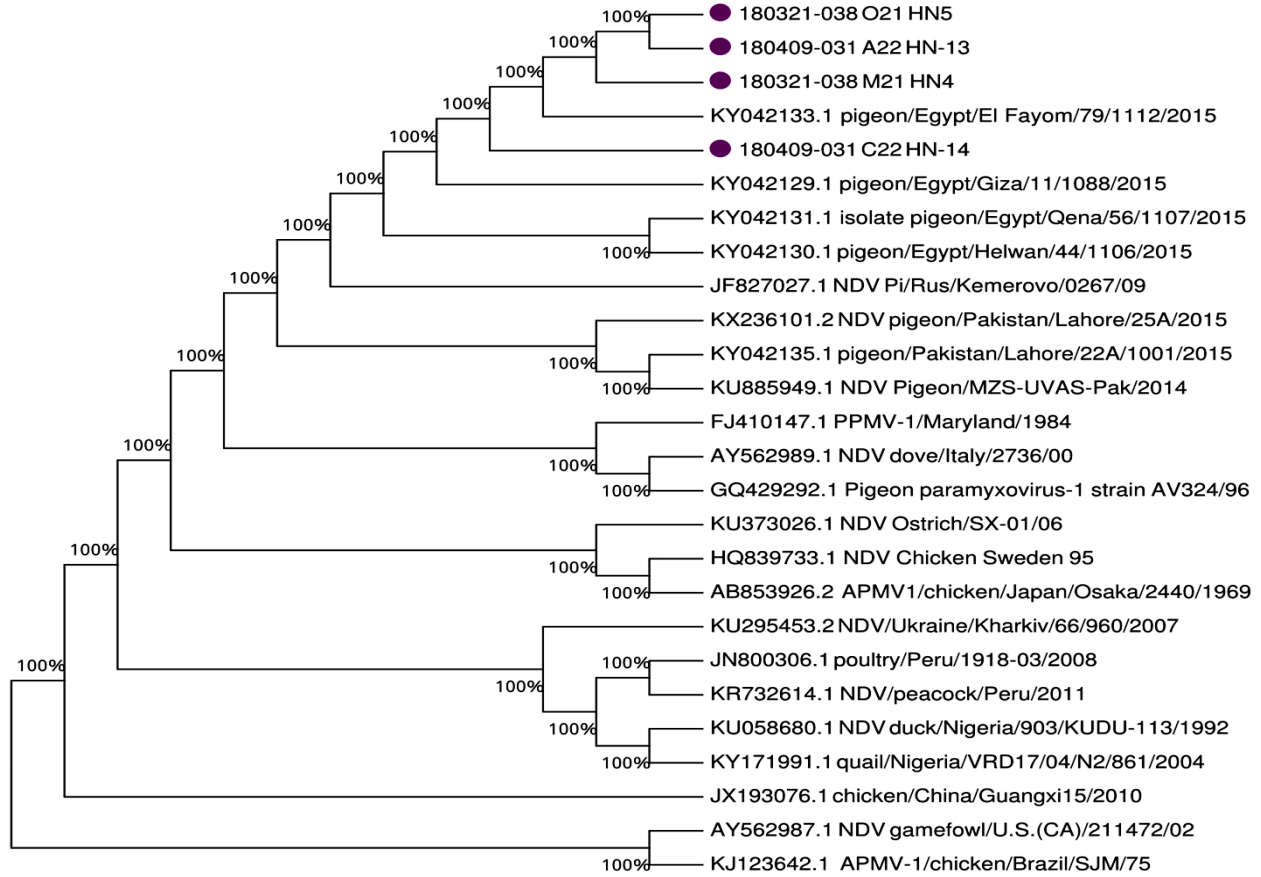 100% 180321-038 O21 HN5
100% 180409-031 A22 HN-13
100% 180321-038 M21 HN4
100% KY042133.1 pigeon/Egypt/El Fayom/79/1112/2015
100% 180409-031 C22 HN-14
100% KY042129.1 pigeon/Egypt/Giza/11/1088/2015
100% KY042131.1 isolate pigeon/Egypt/Qena/56/1107/2015
100% KY042130.1 pigeon/Egypt/Helwan/44/1106/2015
100% JF827027.1 NDV Pi/Rus/Kemerovo/0267/09
KX236101.2 NDV pigeon/Pakistan/Lahore/25A/2015
100% 100% KY042135.1 pigeon/Pakistan/Lahore/22A/1001/2015
100% KU885949.1 NDV Pigeon/MZS-UVAS-Pak/2014
FJ410147.1 PPMV-1/Maryland/1984
100% 100% AY562989.1 NDV dove/Italy/2736/00
100% GQ429292.1 Pigeon paramyxovirus-1 strain AV324/96
KU373026.1 NDV Ostrich/SX-01/06
100% 100% HQ839733.1 NDV Chicken Sweden 95
100% AB853926.2 APMV1/chicken/Japan/Osaka/2440/1969
KU295453.2 NDV/Ukraine/Kharkiv/66/960/2007
100% 100% JN800306.1 poultry/Peru/1918-03/2008
100% KR732614.1 NDV/peacock/Peru/2011
100% KU058680.1 NDV duck/Nigeria/903/KUDU-113/1992
100% KY171991.1 quail/Nigeria/VRD17/04/N2/861/2004
JX193076.1 chicken/China/Guangxi15/2010
AY562987.1 NDV gamefowl/U.S.(CA)/211472/02
100% KJ123642.1 APMV-1/chicken/Brazil/SJM/75